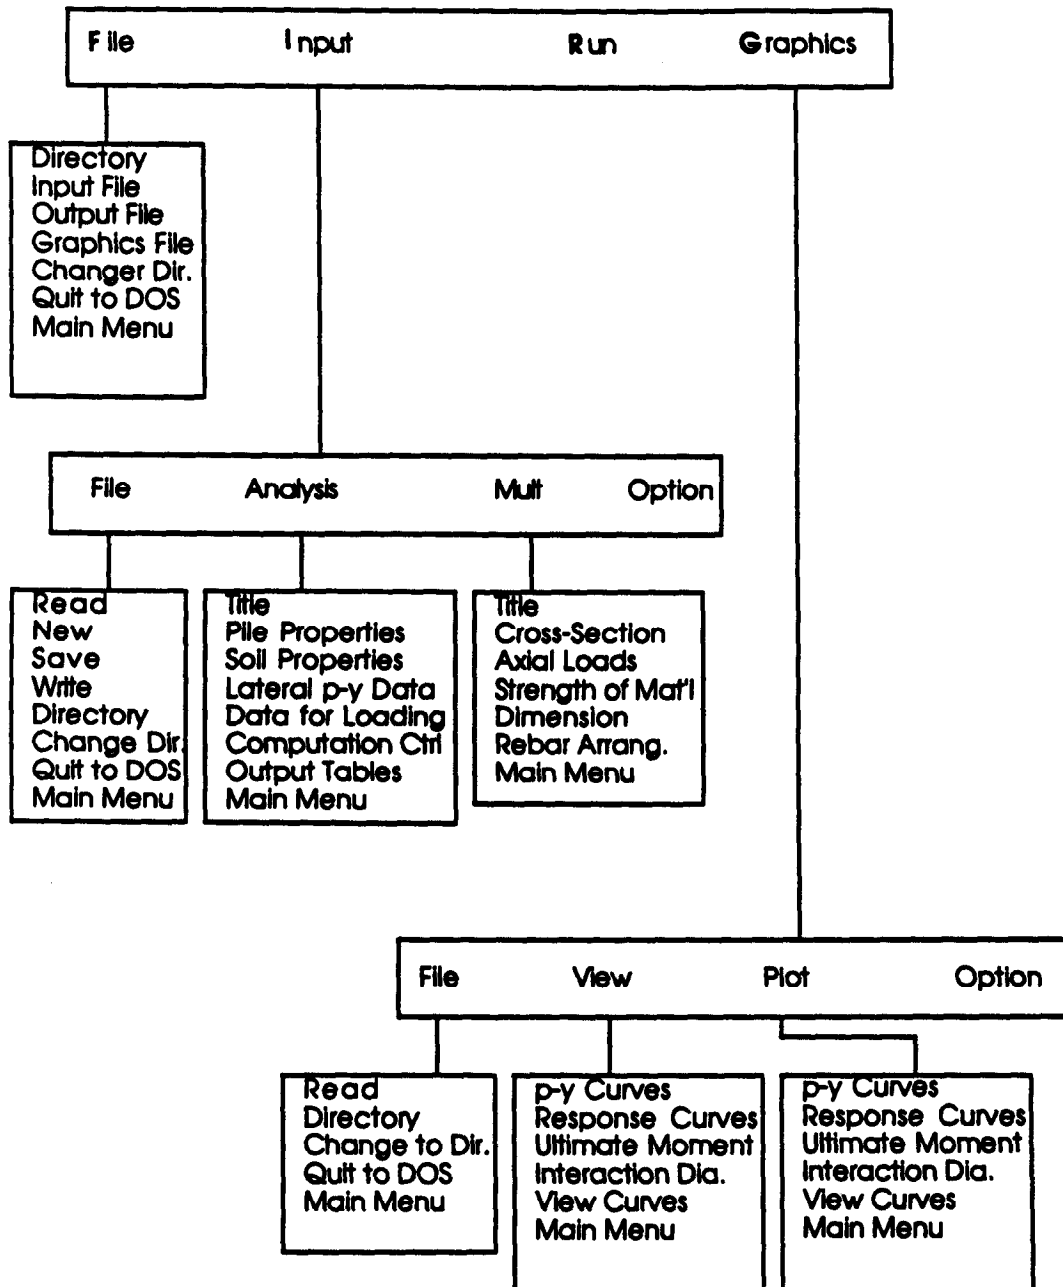 File Input Run Graphics
Directory
Input File
Output File
Graphics File
Changer Dir.
Quit to DOS
Main Menu
File Analysis Mult Option
Read
New
Save
Write
Directory
Change Dir.
Quit to DOS
Main Menu
Title
Pile Properties
Soil Properties
Lateral p-y Data
Data for Loading
Computation Ctrl
Output Tables
Main Menu
Title
Cross-Section
Axial Loads
Strength of Mat'l
Dimension
Rebar Arrang.
Main Menu
File View Plot Option
Read
Directory
Change to Dir.
Quit to DOS
Main Menu
p-y Curves
Response Curves
Ultimate Moment
Interaction Dia.
View Curves
Main Menu
p-y Curves
Response Curves
Ultimate Moment
Interaction Dia.
View Curves
Main Menu